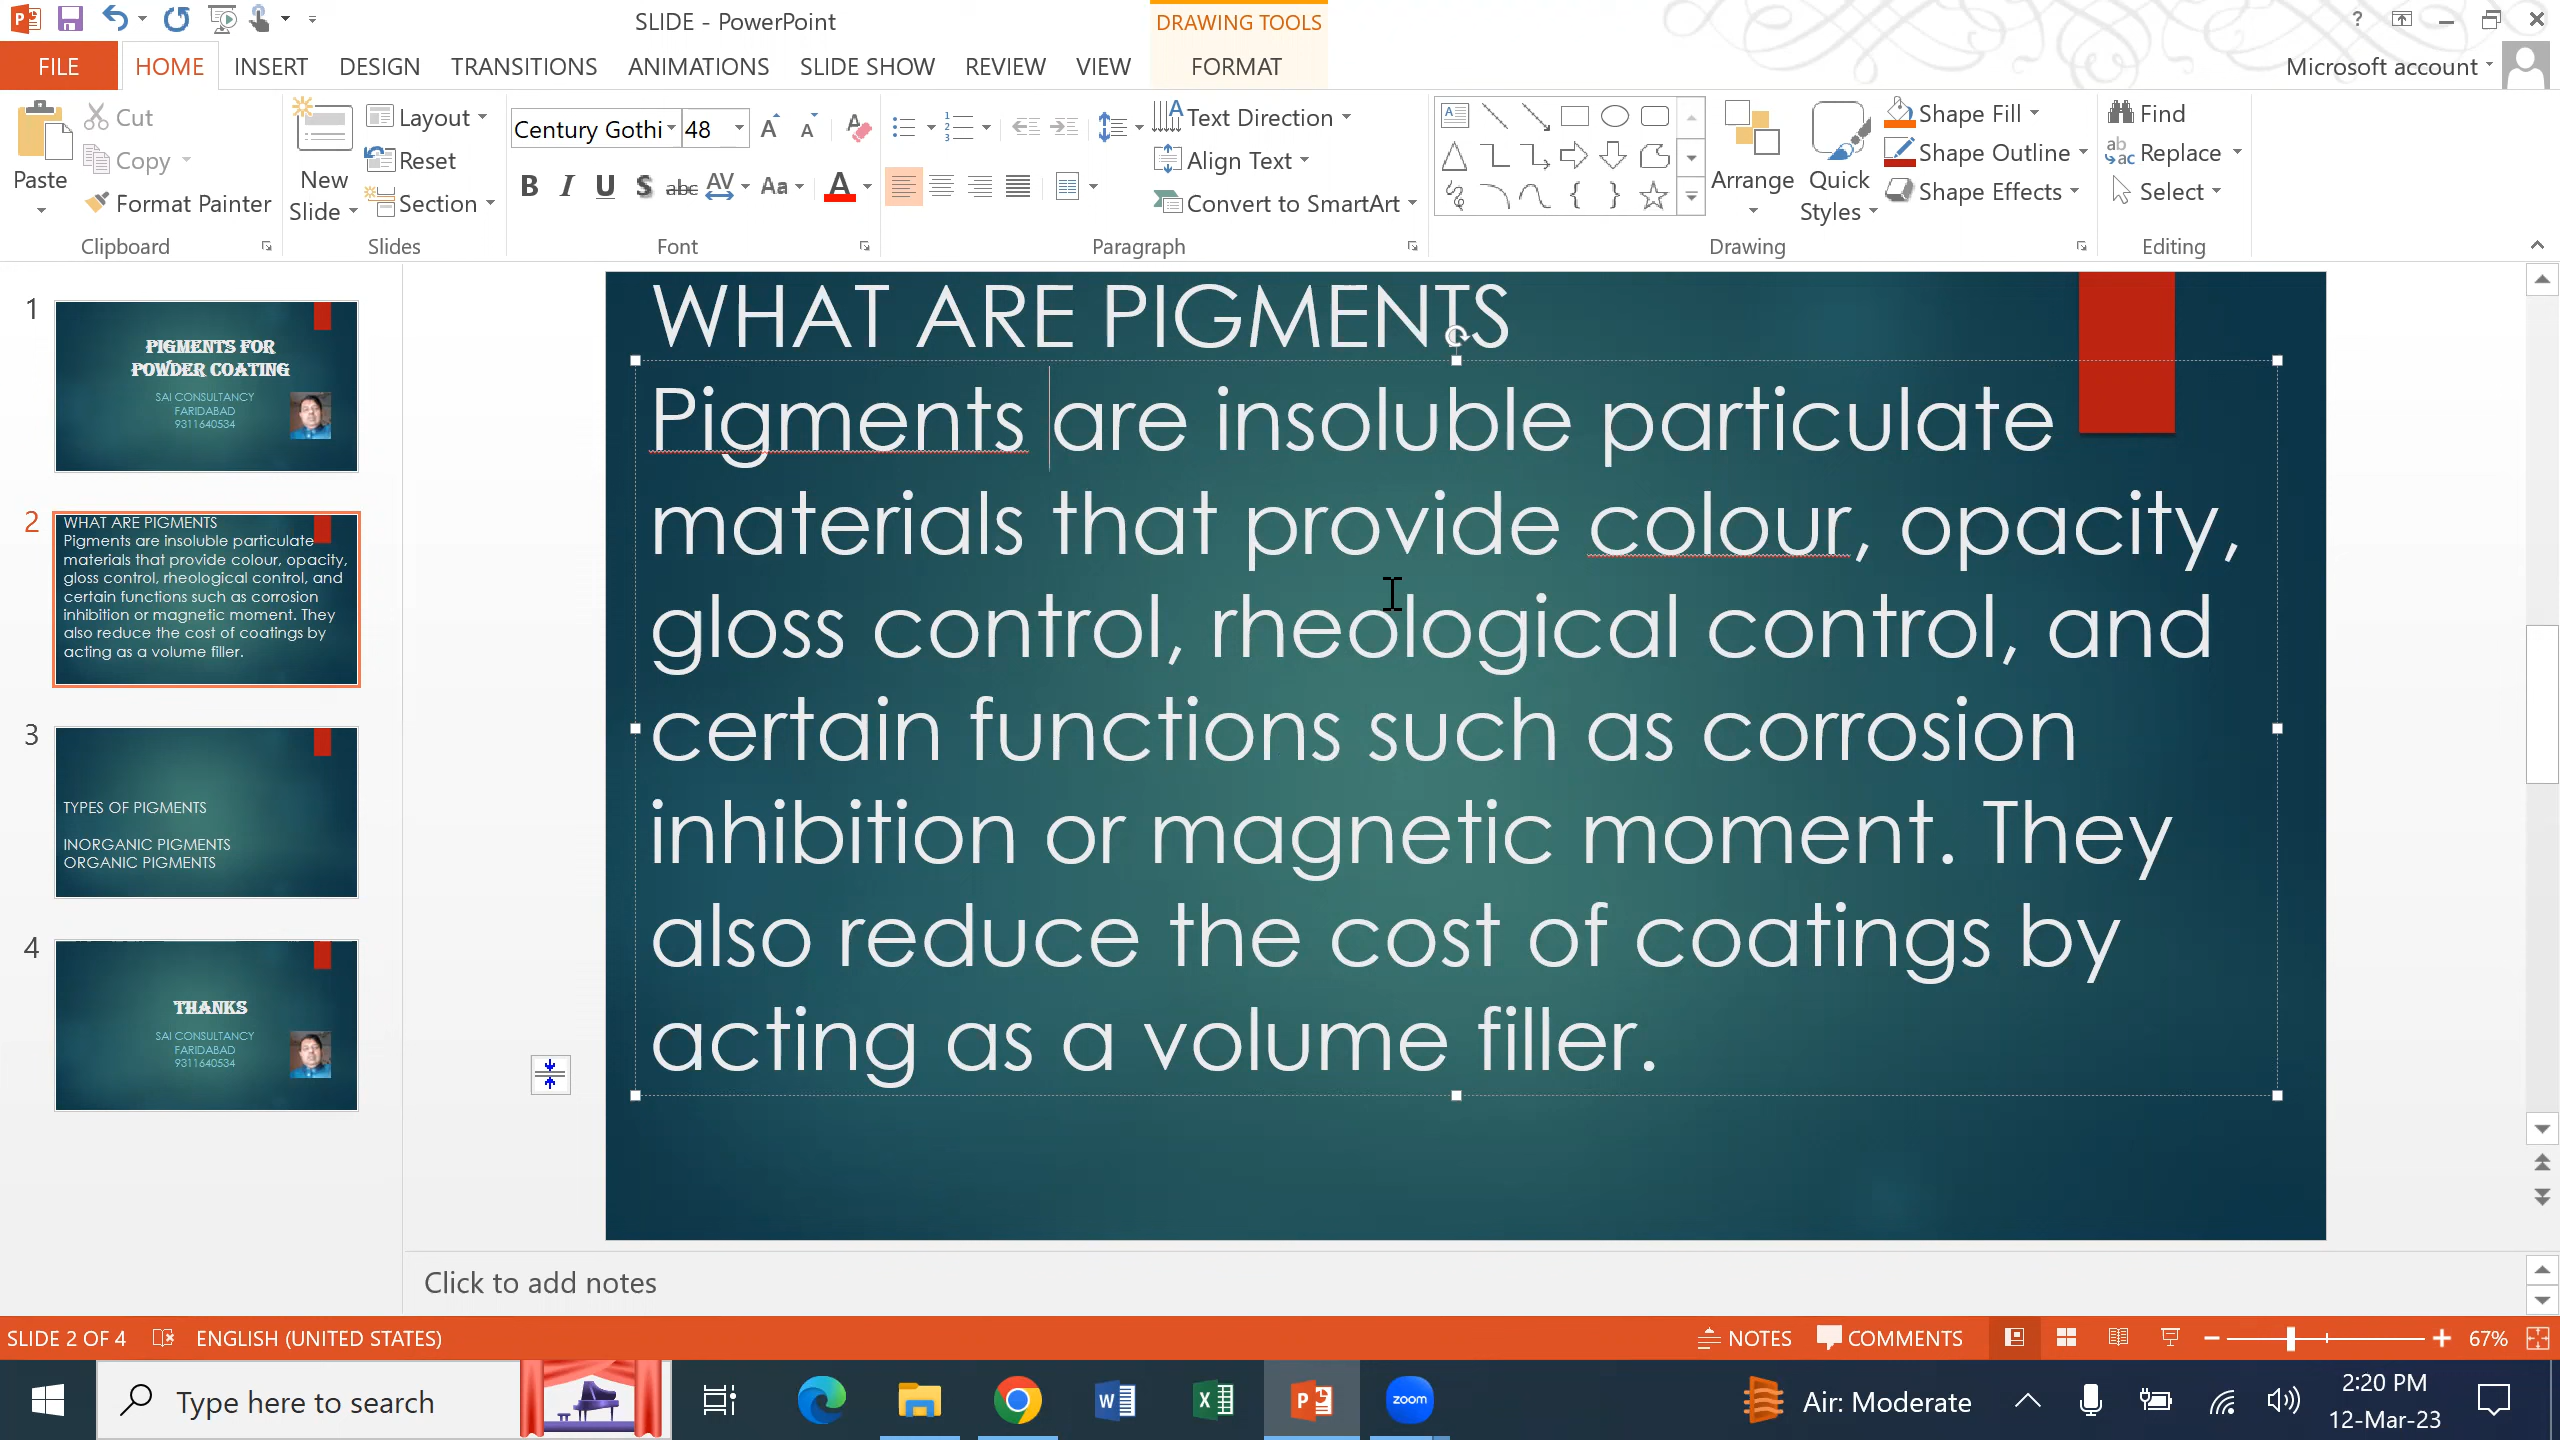 SLIDE - PowerPoint
DRAWING TOOLS
?
FILE
HOME
INSERT
DESIGN
TRANSITIONS
ANIMATIONS
SLIDE SHOW
REVIEW
VIEW
FORMAT
Microsoft account
Paste
Cut
Copy
Format Painter
Clipboard
New
Slide
Layout
Reset
Section
Slides
Century Gothi
48
B I U S abc AV Aa A
Font
Text Direction
Align Text
Convert to SmartArt
Paragraph
Arrange
Quick
Styles
Shape Fill
Shape Outline
Shape Effects
Drawing
Find
Replace
Select
Editing
1
PIGMENTS FOR
POWDER COATING
SAI CONSULTANCY
FARIDABAD
9311640534
2
WHAT ARE PIGMENTS
Pigments are insoluble particulate
materials that provide colour, opacity,
gloss control, rheological control, and
certain functions such as corrosion
inhibition or magnetic moment. They
also reduce the cost of coatings by
acting as a volume filler.
3
TYPES OF PIGMENTS
INORGANIC PIGMENTS
ORGANIC PIGMENTS
4
THANKS
SAI CONSULTANCY
FARIDABAD
9311640534
WHAT ARE PIGMENTS
Pigments are insoluble particulate
materials that provide colour, opacity,
gloss control, rheological control, and
certain functions such as corrosion
inhibition or magnetic moment. They
also reduce the cost of coatings by
acting as a volume filler.
Click to add notes
SLIDE 2 OF 4
ENGLISH (UNITED STATES)
NOTES
COMMENTS
67%
Type here to search
zoom
Air: Moderate
2:20 PM
12-Mar-23